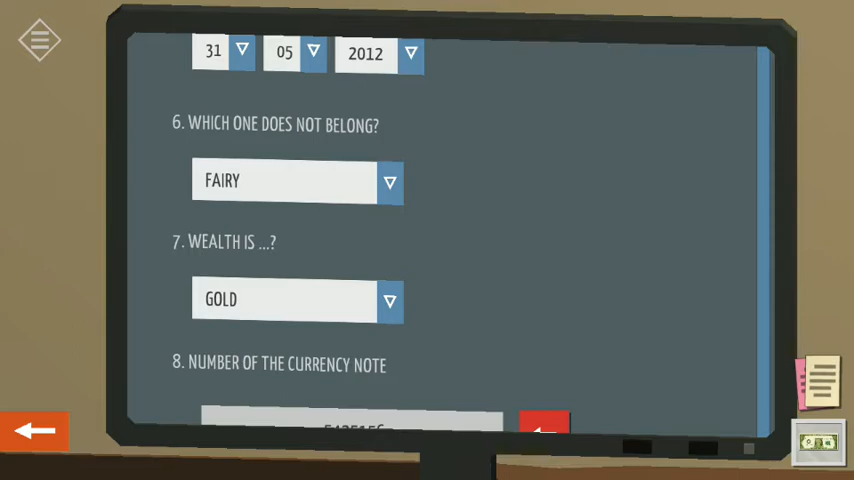 31 05 2012
6. WHICH ONE DOES NOT BELONG?
FAIRY
7. WEALTH IS ...?
GOLD
8. NUMBER OF THE CURRENCY NOTE